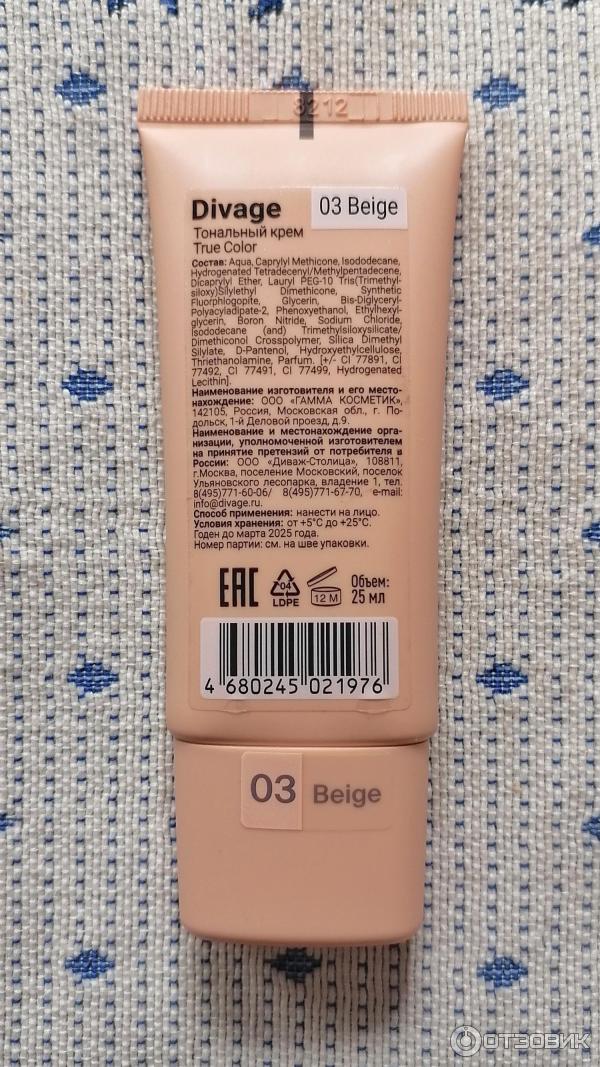 8212
Divage
03 Beige
Тональный крем
True Color
Состав: Aqua, Caprylyl Methicone, Isododecane,
Hydrogenated Tetradecenyl/Methylpentadecene,
Dicaprylyl Ether, Lauryl PEG-10 Tris(Trimethyl-
siloxy)Silylethyl Dimethicone, Synthetic
Fluorphlogopite, Glycerin, Bis-Diglyceryl-
Polyacyladipate-2, Phenoxyethanol, Ethylhexyl-
glycerin, Boron Nitride, Sodium Chloride,
Isododecane (and) Trimethylsiloxysilicate/
Dimethiconol Crosspolymer, Silica Dimethyl
Silylate, D-Pantenol, Hydroxyethylcellulose,
Thriethanolamine, Parfum. [+/- CI 77891, CI
77492, CI 77491, CI 77499, Hydrogenated
Lecithin].
Наименование изготовителя и его место-
нахождение: ООО «ГАММА КОСМЕТИК»,
142105, Россия, Московская обл., г. По-
дольск, 1-й Деловой проезд, д.9.
Наименование и местонахождение орга-
низации, уполномоченной изготовителем
на принятие претензий от потребителя в
России: ООО «Диваж-Столица», 108811,
г.Москва, поселение Московский, поселок
Ульяновского лесопарка, владение 1, тел.
8(495)771-60-06/ 8(495)771-67-70, e-mail:
info@divage.ru.
Способ применения: нанести на лицо.
Условия хранения: от +5°С до +25°С.
Годен до марта 2025 года.
Номер партии: см. на шве упаковки.
EAC
04
LDPE
12 M
Объем:
25 мл
4 680245 021976
03 Beige
ОТЗОВИК